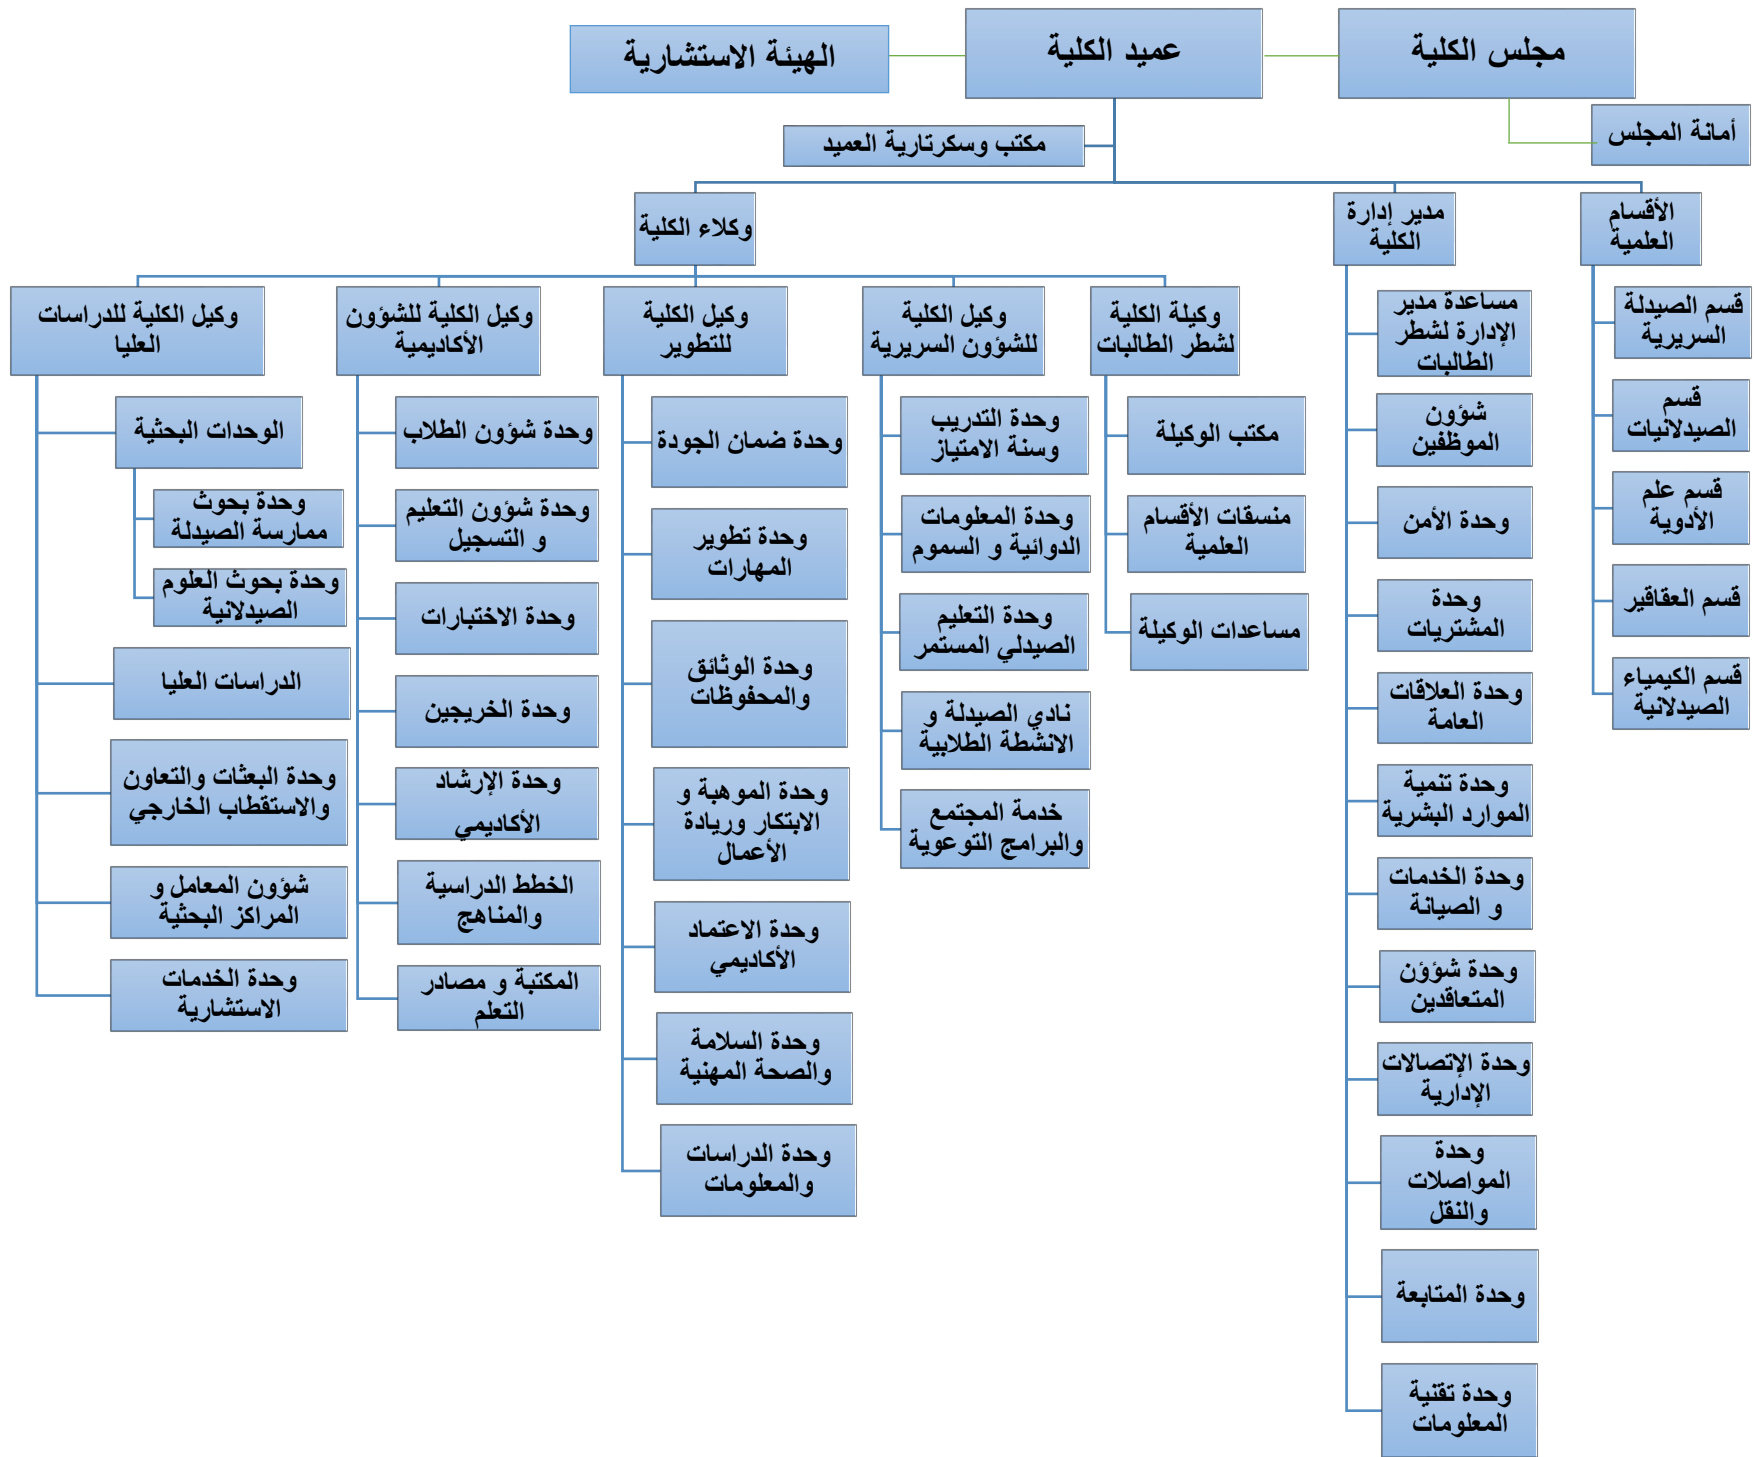 مجلس الكلية
عميد الكلية
الهيئة الاستشارية
أمانة المجلس
مكتب وسكرتارية العميد
الأقسام
العلمية
مدير إدارة
الكلية
وكلاء الكلية
قسم الصيدلة
السريرية
قسم
الصيدلانيات
قسم علم
الأدوية
قسم العقاقير
قسم الكيمياء
الصيدلانية
مساعدة مدير
الإدارة لشطر
الطالبات
شؤون
الموظفين
وحدة الأمن
وحدة
المشتريات
وحدة العلاقات
العامة
وحدة تنمية
الموارد البشرية
وحدة الخدمات
و الصيانة
وحدة شؤؤن
المتعاقدين
وحدة الإتصالات
الإدارية
وحدة
المواصلات
والنقل
وحدة المتابعة
وحدة تقنية
المعلومات
وكيلة الكلية
لشطر الطالبات
مكتب الوكيلة
منسقات الأقسام
العلمية
مساعدات الوكيلة
وكيل الكلية
للشؤون السريرية
وحدة التدريب
وسنة الامتياز
وحدة المعلومات
الدوائية و السموم
وحدة التعليم
الصيدلي المستمر
نادي الصيدلة و
الانشطة الطلابية
خدمة المجتمع
والبرامج التوعوية
وكيل الكلية
للتطوير
وحدة ضمان الجودة
وحدة تطوير
المهارات
وحدة الوثائق
والمحفوظات
وحدة الموهبة و
الابتكار وريادة
الأعمال
وحدة الاعتماد
الأكاديمي
وحدة السلامة
والصحة المهنية
وحدة الدراسات
والمعلومات
وكيل الكلية للشؤون
الأكاديمية
وحدة شؤون الطلاب
وحدة شؤون التعليم
و التسجيل
وحدة الاختبارات
وحدة الخريجين
وحدة الإرشاد
الأكاديمي
الخطط الدراسية
والمناهج
المكتبة و مصادر
التعلم
وكيل الكلية للدراسات
العليا
الوحدات البحثية
وحدة بحوث
ممارسة الصيدلة
وحدة بحوث العلوم
الصيدلانية
الدراسات العليا
وحدة البعثات والتعاون
والاستقطاب الخارجي
شؤون المعامل و
المراكز البحثية
وحدة الخدمات
الاستشارية